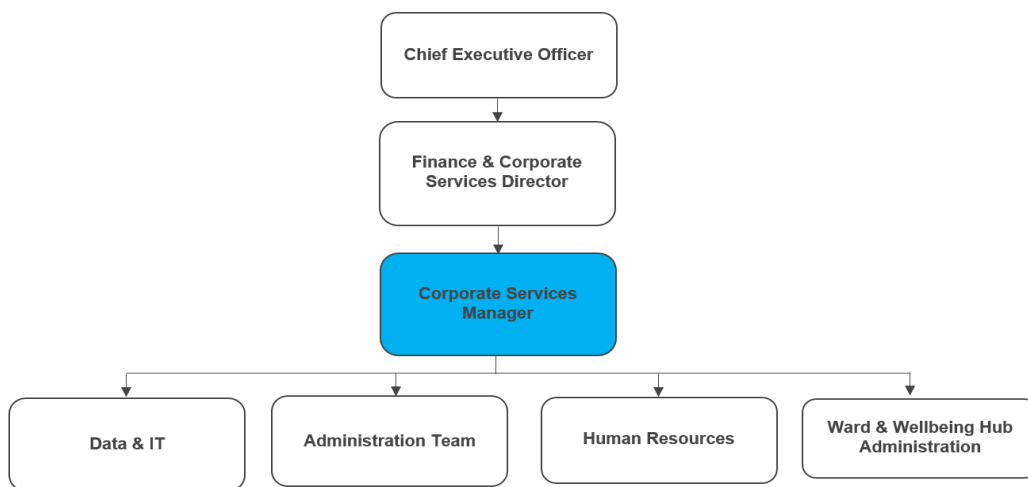 Chief Executive Officer
Finance & Corporate
Services Director
Corporate Services
Manager
Data & IT
Administration Team
Human Resources
Ward & Wellbeing Hub
Administration